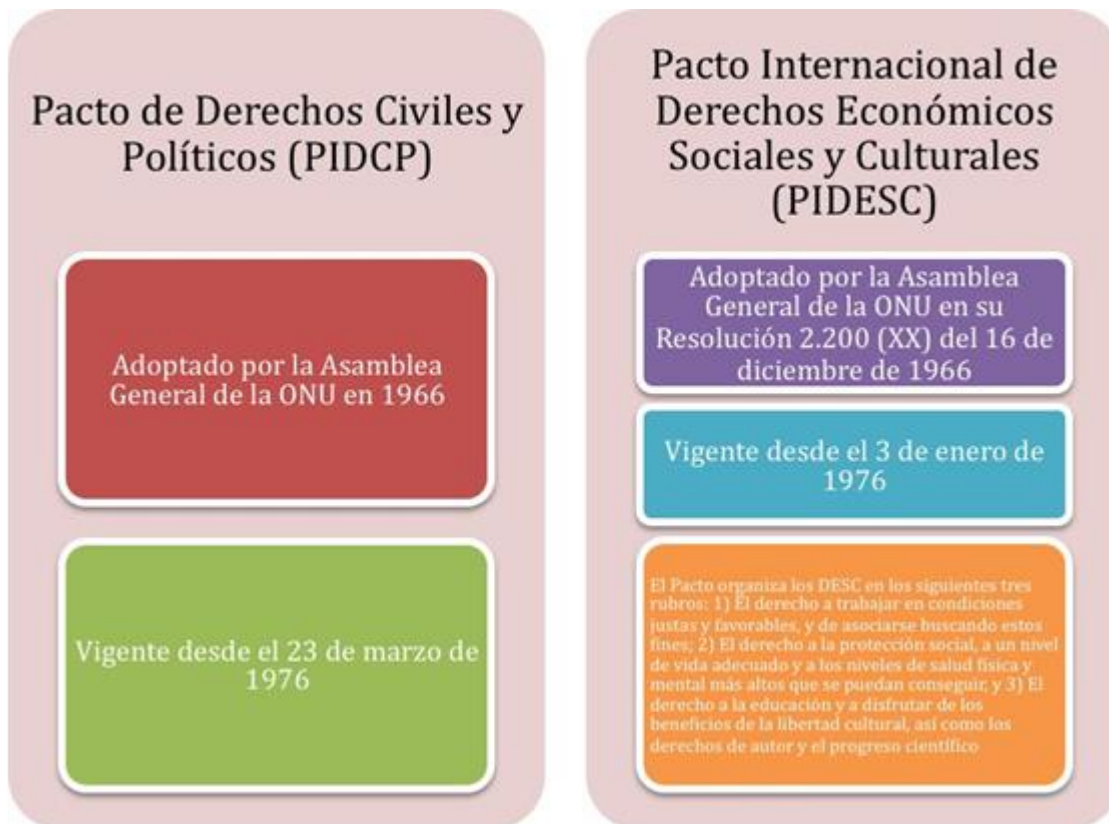 Pacto de Derechos Civiles y
Políticos (PIDCP)
Adoptado por la Asamblea
General de la ONU en 1966
Vigente desde el 23 de marzo de
1976
Pacto Internacional de
Derechos Económicos
Sociales y Culturales
(PIDESC)
Adoptado por la Asamblea
General de la ONU en su
Resolución 2.200 (XX) del 16 de
diciembre de 1966
Vigente desde el 3 de enero de
1976
El Pacto organiza los DESC en los siguientes tres
rubros: 1) El derecho a trabajar en condiciones
justas y favorables, y de asociarse buscando estos
fines; 2) El derecho a la protección social, a un nivel
de vida adecuado y a los niveles de salud física y
mental más altos que se puedan conseguir, y 3) El
derecho a la educación y a disfrutar de los
beneficios de la libertad cultural, así como los
derechos de autor y el progreso científico